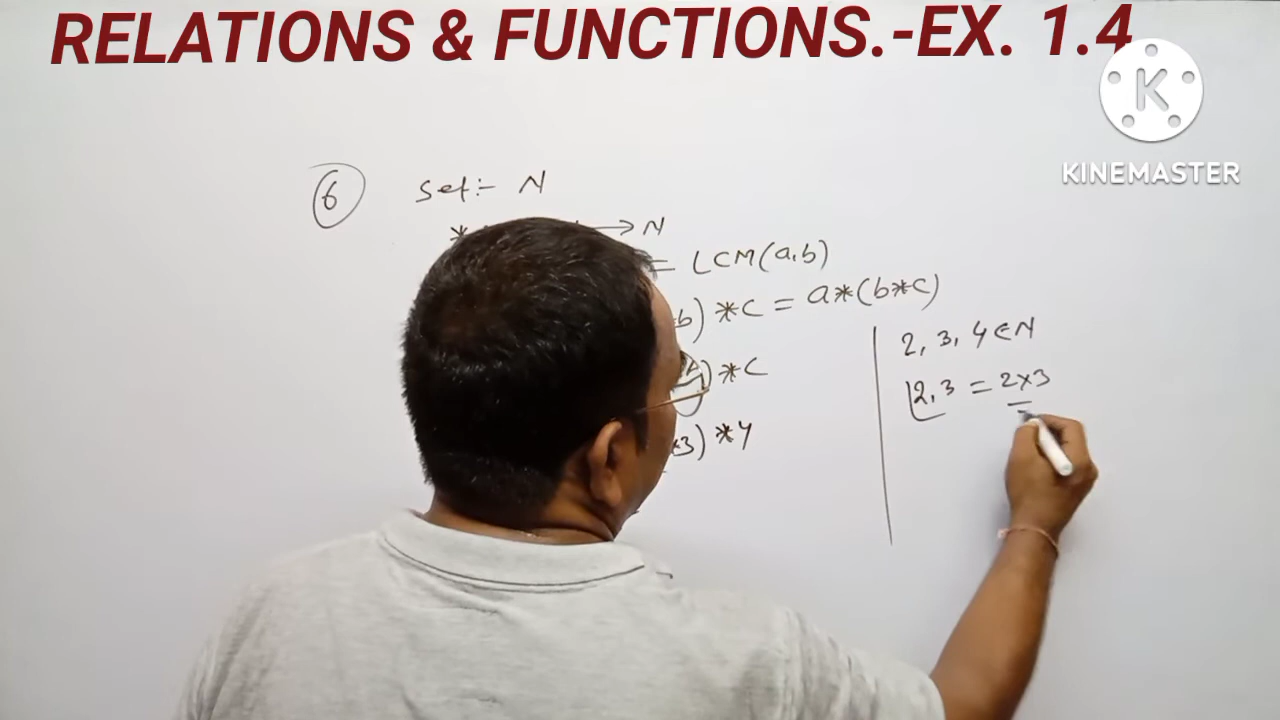 RELATIONS & FUNCTIONS.-EX. 1.4
KINEMASTER
6 Set:- N
* → N
= LCM(a,b)
b) *C = a*(b*c)
) *C
*3) *4
2, 3, 4 ∈ N
2, 3 = 2×3